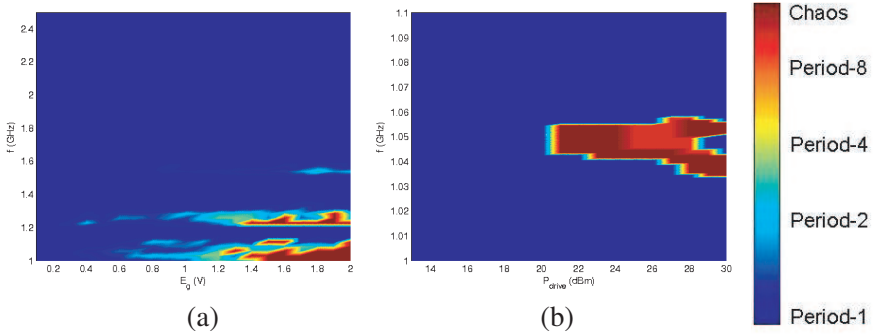 2.4
2.2
2
1.8
1.6
1.4
1.2
1
f (GHz)
0.2 0.4 0.6 0.8 1 1.2 1.4 1.6 1.8 2
E_g (V)
(a)
1.1
1.09
1.08
1.07
1.06
1.05
1.04
1.03
1.02
1.01
1
f (GHz)
14 16 18 20 22 24 26 28 30
P_drive (dBm)
(b)
Chaos
Period-8
Period-4
Period-2
Period-1